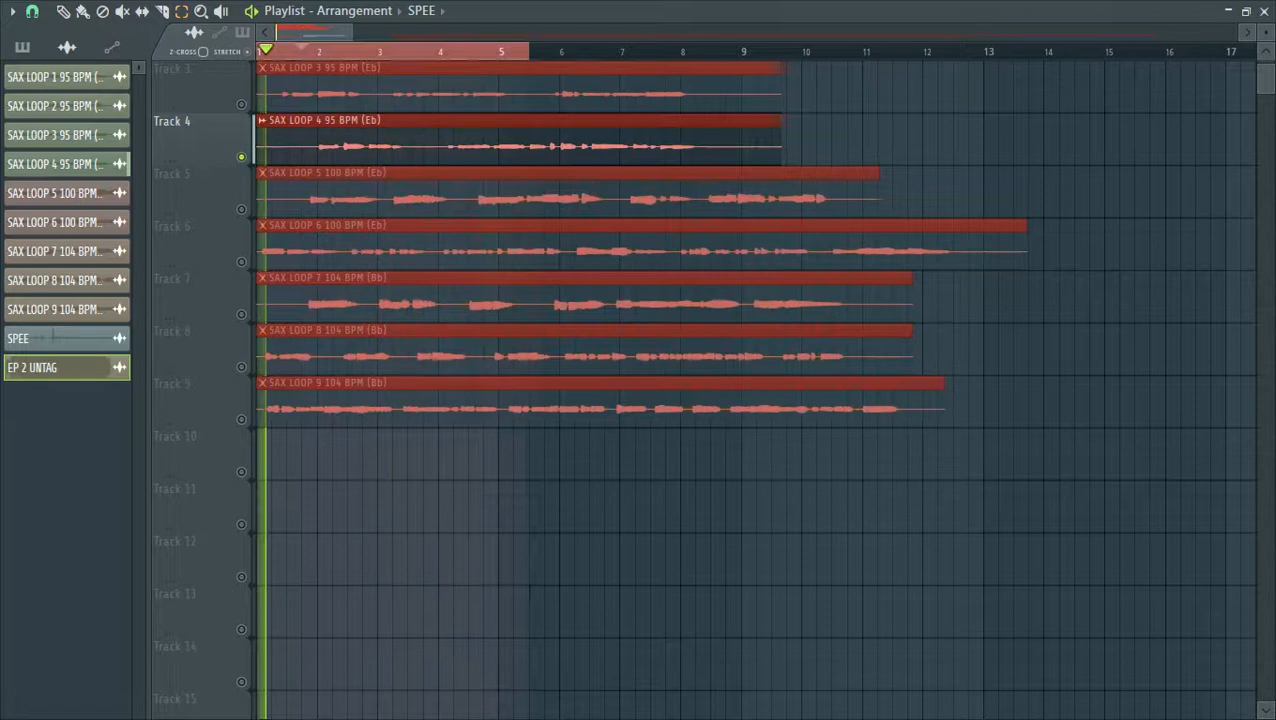 Playlist - Arrangement › SPEE ›
Z-CROSS STRETCH
1 2 3 4 5 6 7 8 9 10 11 12 13 14 15 16 17
SAX LOOP 1 95 BPM (..
SAX LOOP 2 95 BPM (..
SAX LOOP 3 95 BPM (..
SAX LOOP 4 95 BPM (..
SAX LOOP 5 100 BPM..
SAX LOOP 6 100 BPM..
SAX LOOP 7 104 BPM..
SAX LOOP 8 104 BPM..
SAX LOOP 9 104 BPM..
SPEE
EP 2 UNTAG
Track 3 SAX LOOP 3 95 BPM (Eb)
Track 4 SAX LOOP 4 95 BPM (Eb)
Track 5 SAX LOOP 5 100 BPM (Eb)
Track 6 SAX LOOP 6 100 BPM (Eb)
Track 7 SAX LOOP 7 104 BPM (Bb)
Track 8 SAX LOOP 8 104 BPM (Bb)
Track 9 SAX LOOP 9 104 BPM (Bb)
Track 10
Track 11
Track 12
Track 13
Track 14
Track 15